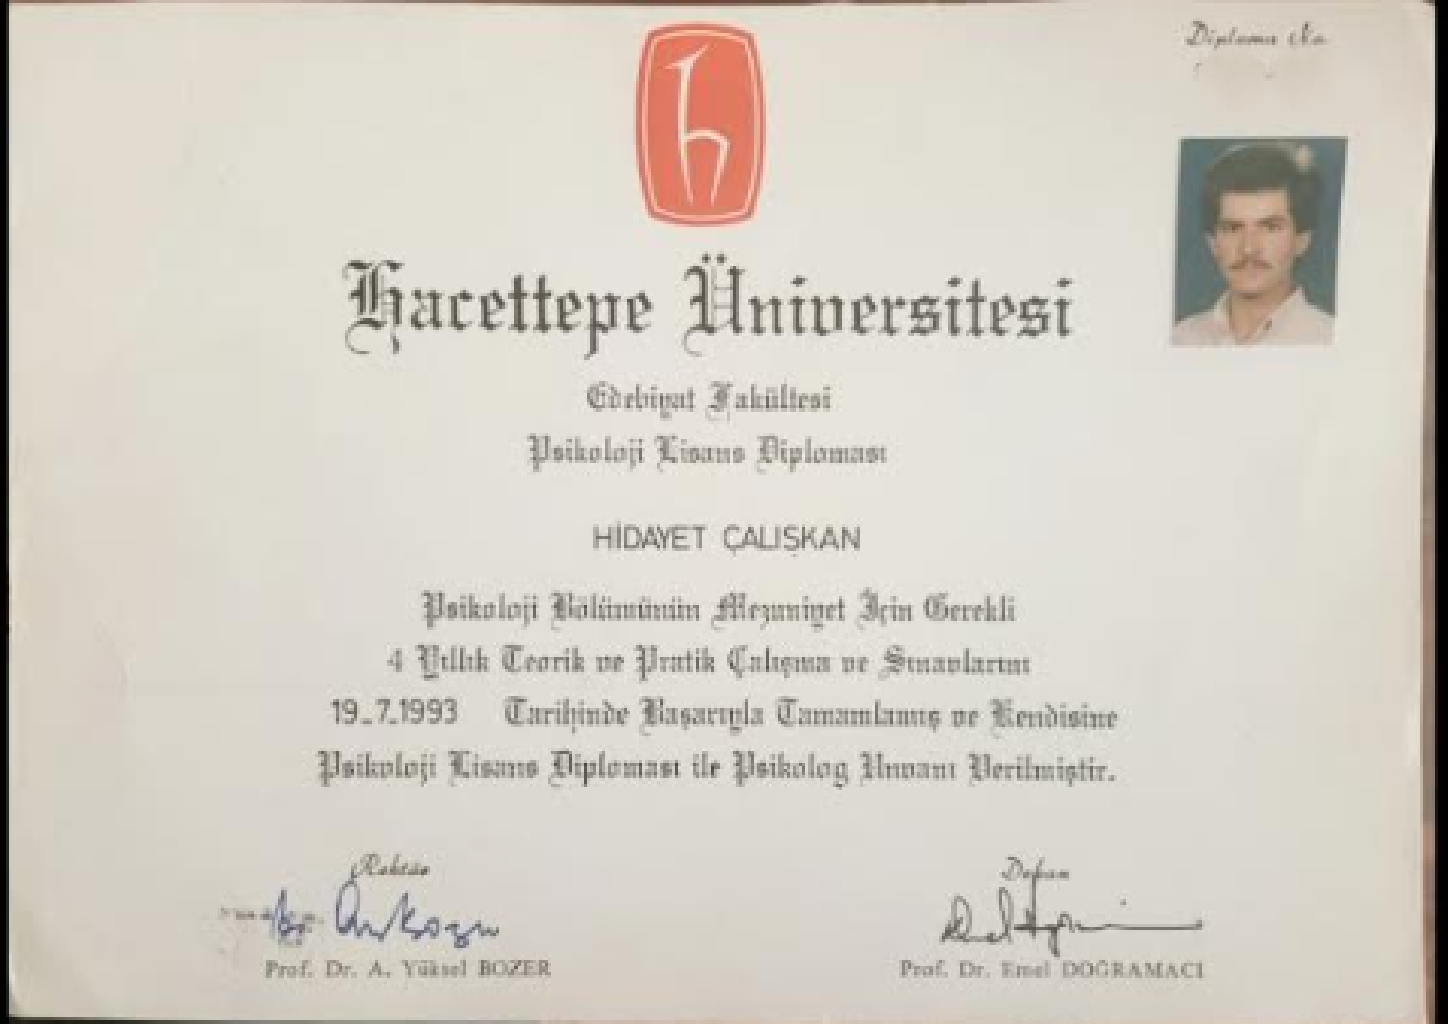 Diploma No
Hacettepe Üniversitesi
Edebiyat Fakültesi
Psikoloji Lisans Diploması
HİDAYET ÇALIŞKAN
Psikoloji Bölümünün Mezuniyet İçin Gerekli
4 Yıllık Teorik ve Pratik Çalışma ve Sınavlarını
19.7.1993 Tarihinde Başarıyla Tamamlamış ve Kendisine
Psikoloji Lisans Diploması ile Psikolog Unvanı Verilmiştir.
Rektör
Dekan
Prof. Dr. A. Yüksel BOZER
Prof. Dr. Emel DOĞRAMACI